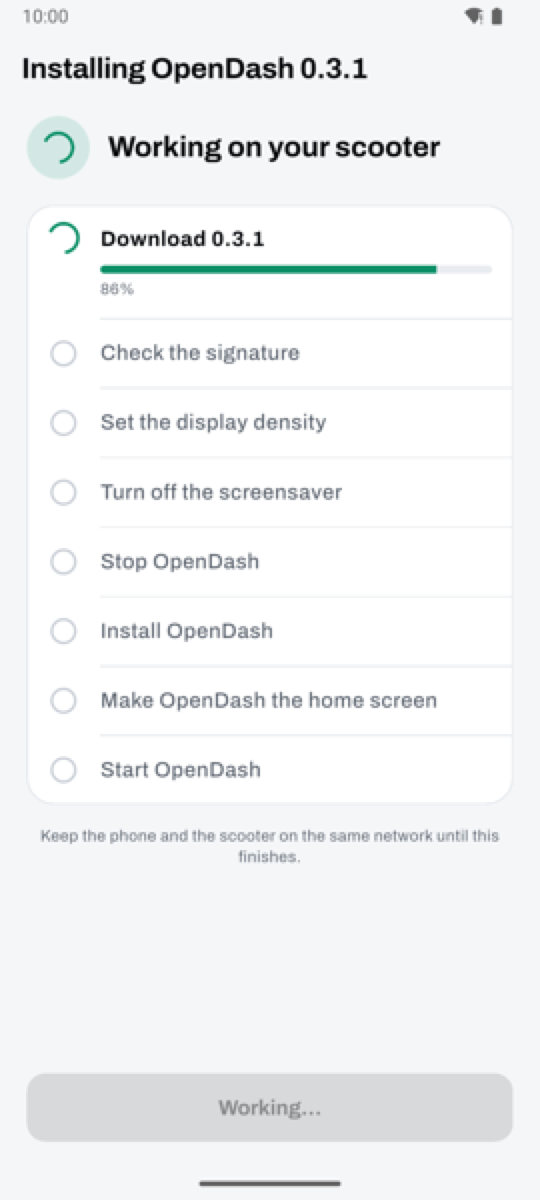 10:00
Installing OpenDash 0.3.1
Working on your scooter
Download 0.3.1
86%
Check the signature
Set the display density
Turn off the screensaver
Stop OpenDash
Install OpenDash
Make OpenDash the home screen
Start OpenDash
Keep the phone and the scooter on the same network until this
finishes.
Working...